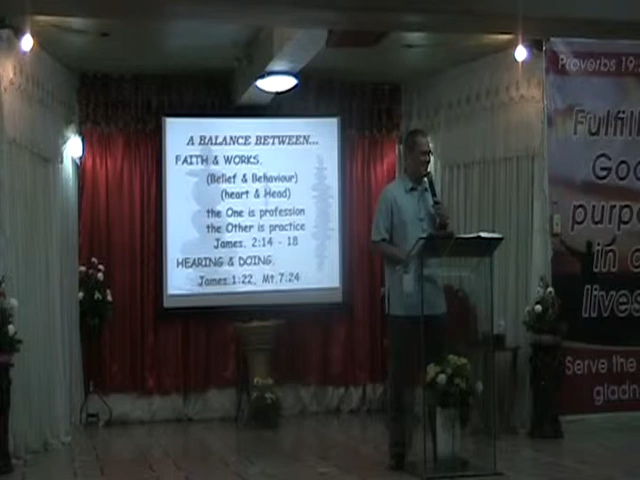 A BALANCE BETWEEN...
FAITH & WORKS.
(Belief & Behaviour)
(heart & Head)
the One is profession
the Other is practice
James. 2:14 - 18
HEARING & DOING.
James.1:22, Mt.7:24
Proverbs 19:
Fulfill
God
purp
in o
lives
Serve the
gladn